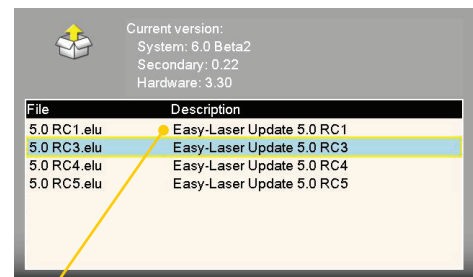 Current version:
System: 6.0 Beta2
Secondary: 0.22
Hardware: 3.30
File Description
5.0 RC1.elu Easy-Laser Update 5.0 RC1
5.0 RC3.elu Easy-Laser Update 5.0 RC3
5.0 RC4.elu Easy-Laser Update 5.0 RC4
5.0 RC5.elu Easy-Laser Update 5.0 RC5